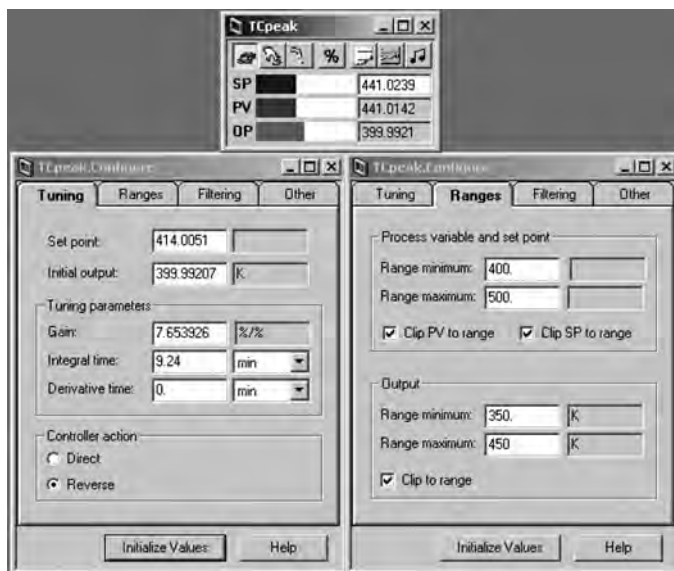 TCpeak
%
SP 441.0239
PV 441.0142
OP 399.9921
TCpeak.Configure
Tuning Ranges Filtering Other
Set point: 414.0051
Initial output: 399.99207 K
Tuning parameters
Gain: 7.653926 %/%
Integral time: 9.24 min
Derivative time: 0. min
Controller action
Direct
Reverse
Initialize Values Help
TCpeak.Configure
Tuning Ranges Filtering Other
Process variable and set point
Range minimum: 400.
Range maximum: 500.
Clip PV to range Clip SP to range
Output
Range minimum: 350. K
Range maximum: 450 K
Clip to range
Initialize Values Help